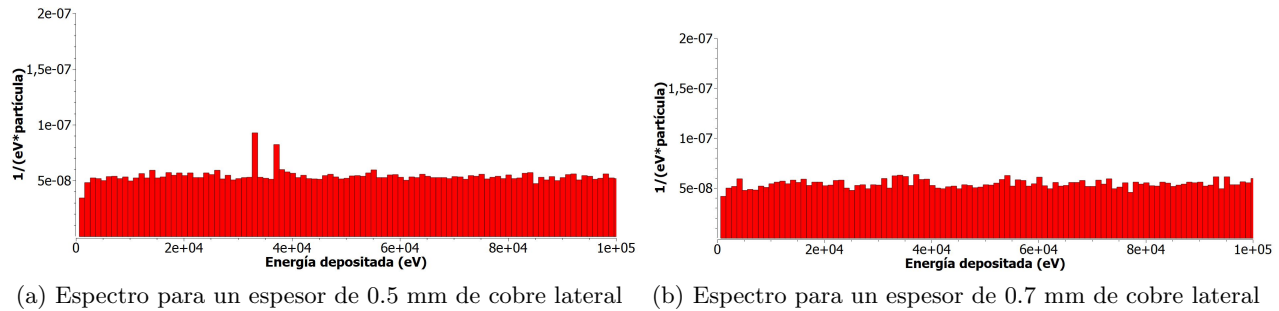 2e-07
1,5e-07
1e-07
5e-08
1/(eV*partícula)
0
2e+04
4e+04
6e+04
8e+04
1e+05
Energía depositada (eV)
(a) Espectro para un espesor de 0.5 mm de cobre lateral
2e-07
1,5e-07
1e-07
5e-08
1/(eV*partícula)
0
2e+04
4e+04
6e+04
8e+04
1e+05
Energía depositada (eV)
(b) Espectro para un espesor de 0.7 mm de cobre lateral